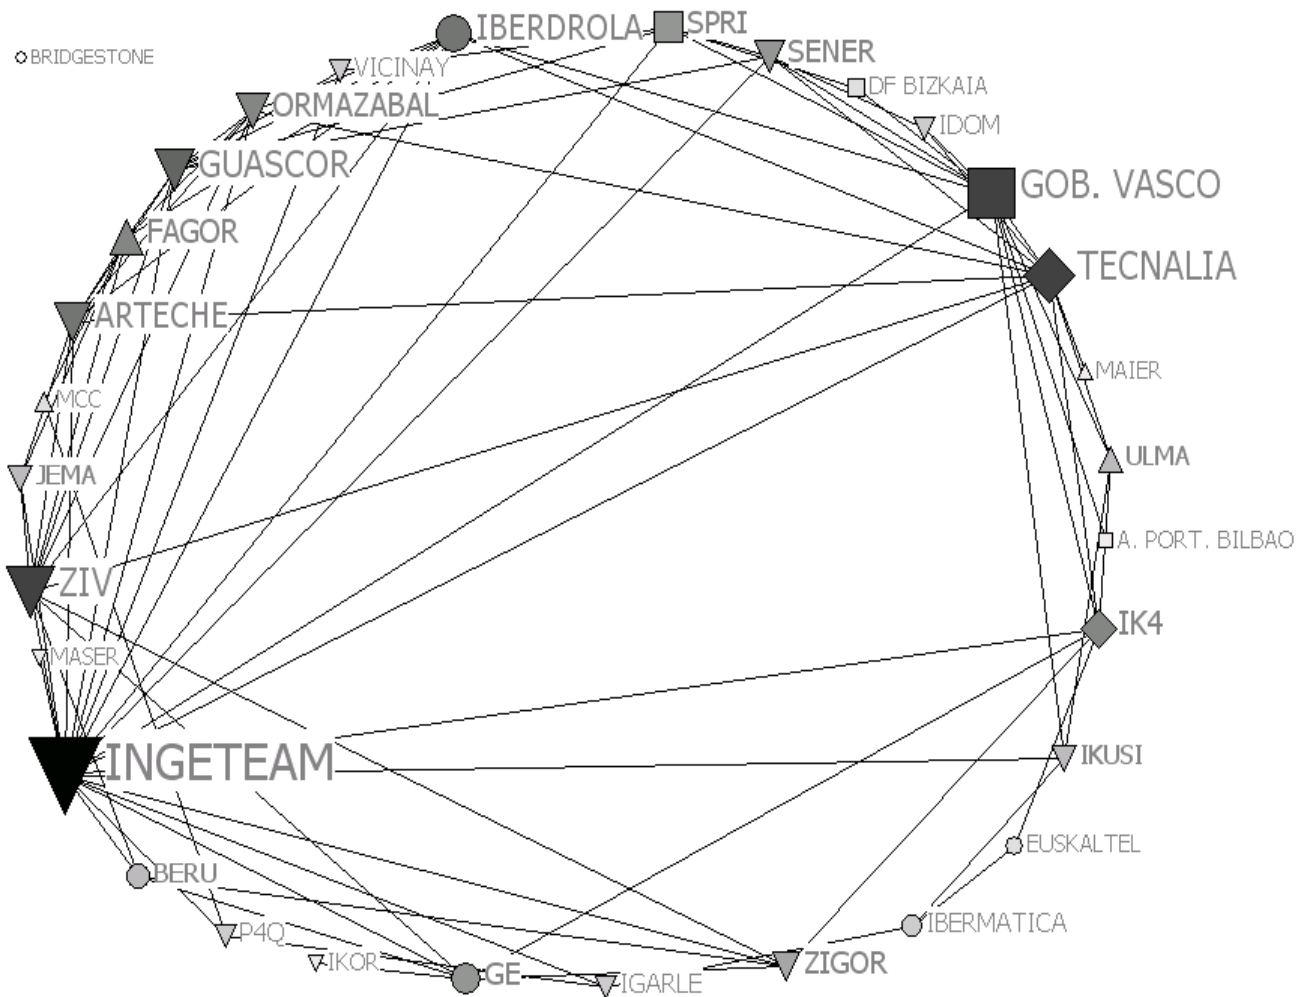 IBERDROLA
SPRI
SENER
BRIDGESTONE
VICINAY
DF BIZKAIA
ORMAZABAL
IDOM
GUASCOR
GOB. VASCO
FAGOR
TECNALIA
ARTECHE
MAIER
MCC
ULMA
JEMA
A. PORT. BILBAO
ZIV
IK4
MASER
INGETEAM
IKUSI
EUSKALTEL
BERU
IBERMATICA
P4Q
IKOR
ZIGOR
GE
IGARLE